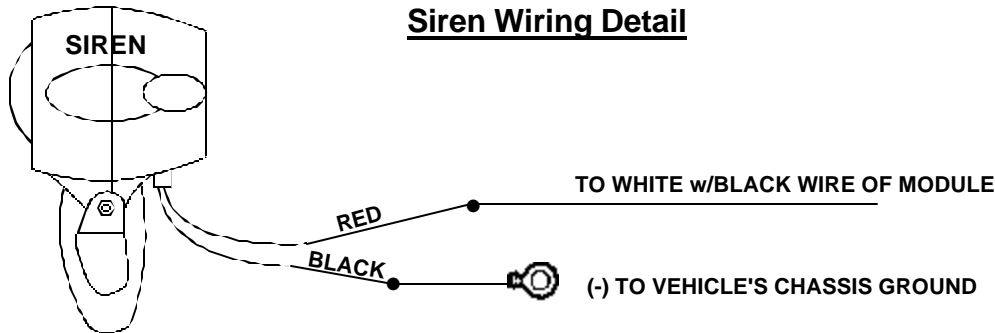 Siren Wiring Detail
SIREN
TO WHITE w/BLACK WIRE OF MODULE
RED
BLACK
(-) TO VEHICLE'S CHASSIS GROUND